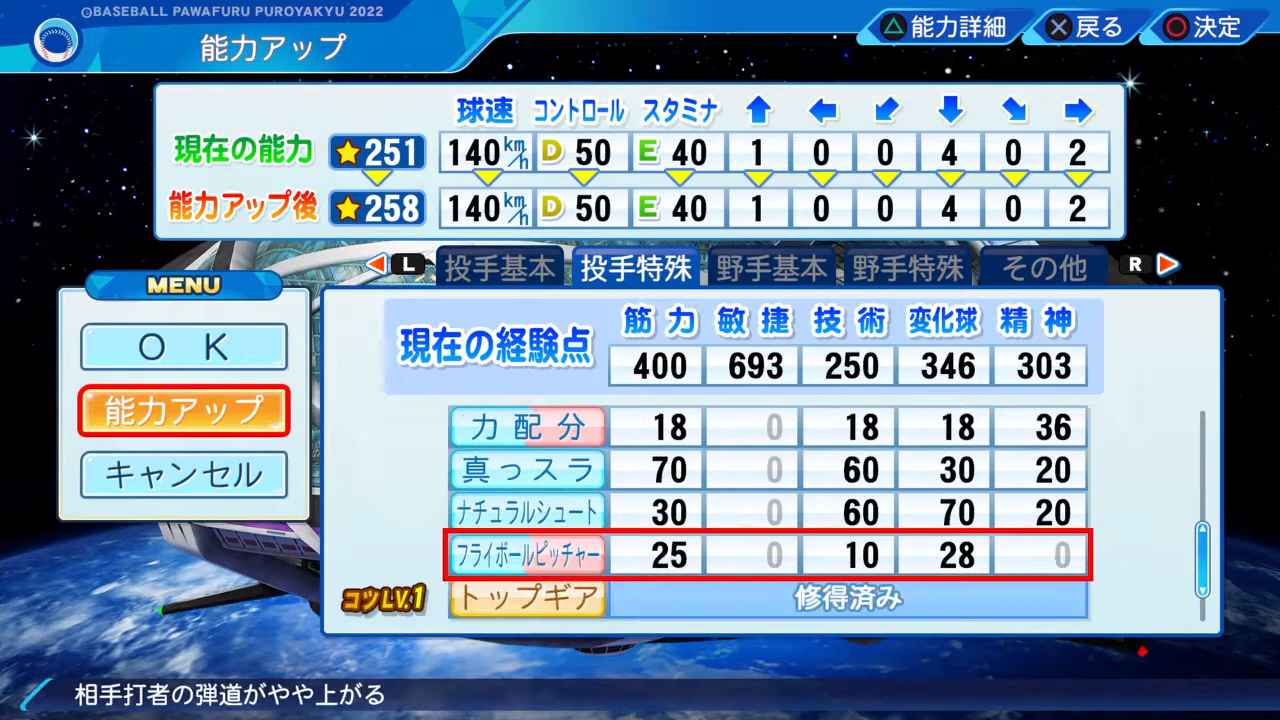 ©BASEBALL PAWAFURU PUROYAKYU 2022
能力アップ
能力詳細 戻る 決定
球速 コントロール スタミナ
現在の能力 251 140 km/h D 50 E 40 1 0 0 4 0 2
能力アップ後 258 140 km/h D 50 E 40 1 0 0 4 0 2
L 投手基本 投手特殊 野手基本 野手特殊 その他 R
MENU
OK
能力アップ
キャンセル
筋力 敏捷 技術 変化球 精神
現在の経験点 400 693 250 346 303
力配分 18 0 18 18 36
真っスラ 70 0 60 30 20
ナチュラルシュート 30 0 60 70 20
フライボールピッチャー 25 0 10 28 0
コツLV.1 トップギア 修得済み
相手打者の弾道がやや上がる